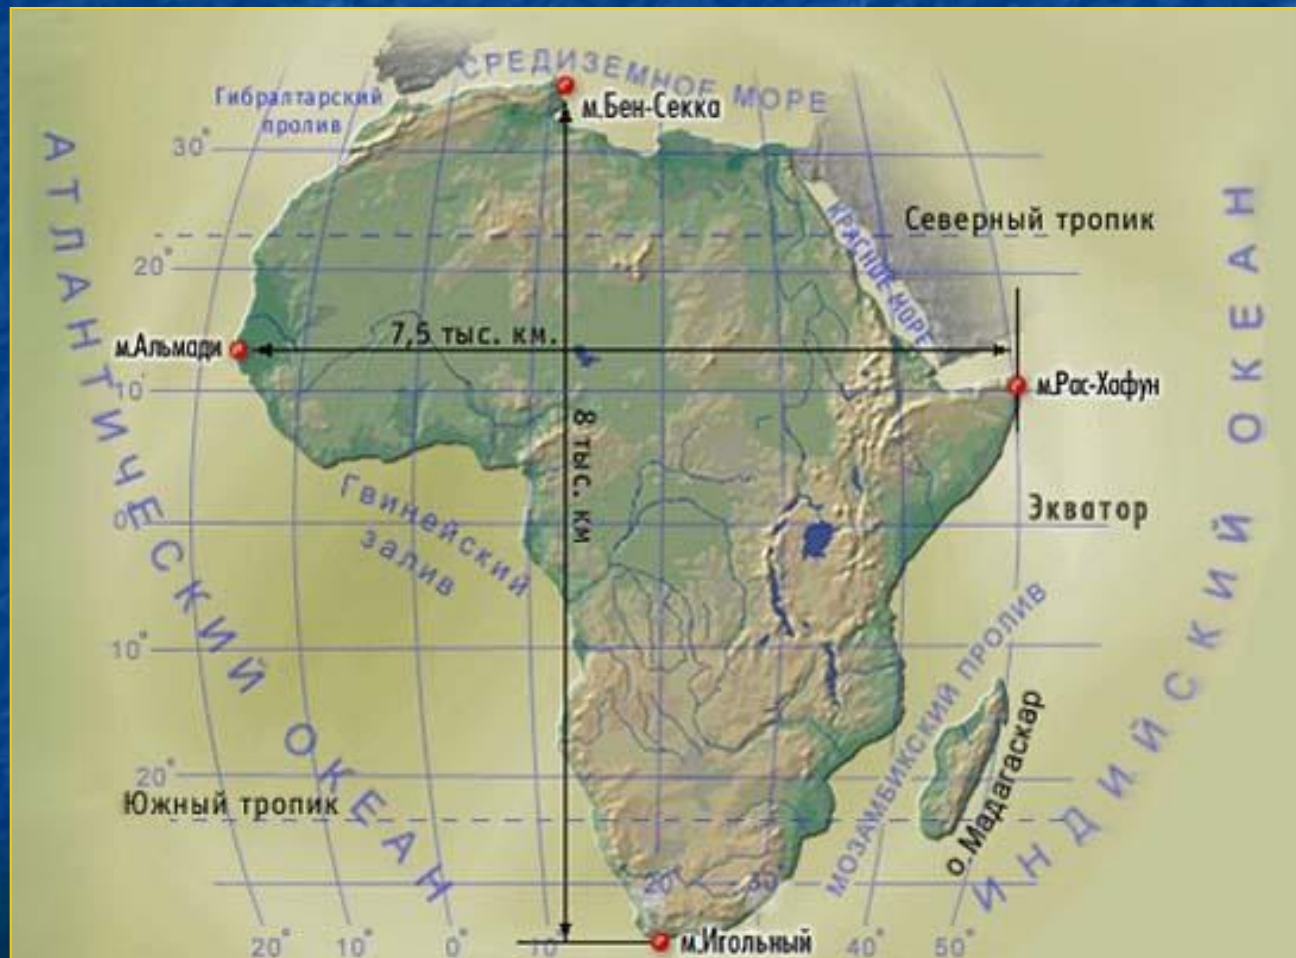 СРЕДИЗЕМНОЕ МОРЕ
Гибралтарский
пролив
м.Бен-Секка
30°
Северный тропик
КРАСНОЕ МОРЕ
20°
АТЛАНТИЧЕСКИЙ ОКЕАН
ИНДИЙСКИЙ ОКЕАН
м.Альмади
7,5 тыс. км.
10°
м.Рас-Хафун
8 тыс. км
Гвинейский
залив
0°
Экватор
10°
МОЗАМБИКСКИЙ ПРОЛИВ
о.Мадагаскар
20°
Южный тропик
20°
30°
20°
10°
0°
10°
м.Игольный
40°
50°